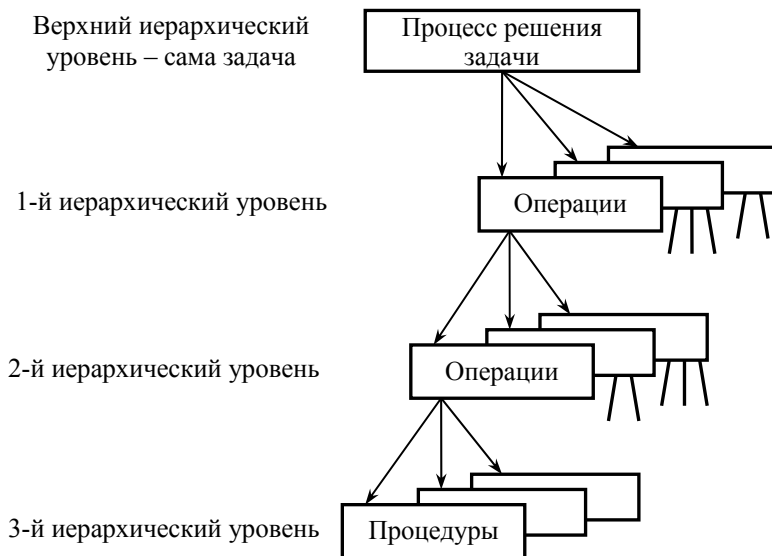 Верхний иерархический
уровень – сама задача
Процесс решения
задачи
1-й иерархический уровень
Операции
2-й иерархический уровень
Операции
3-й иерархический уровень
Процедуры